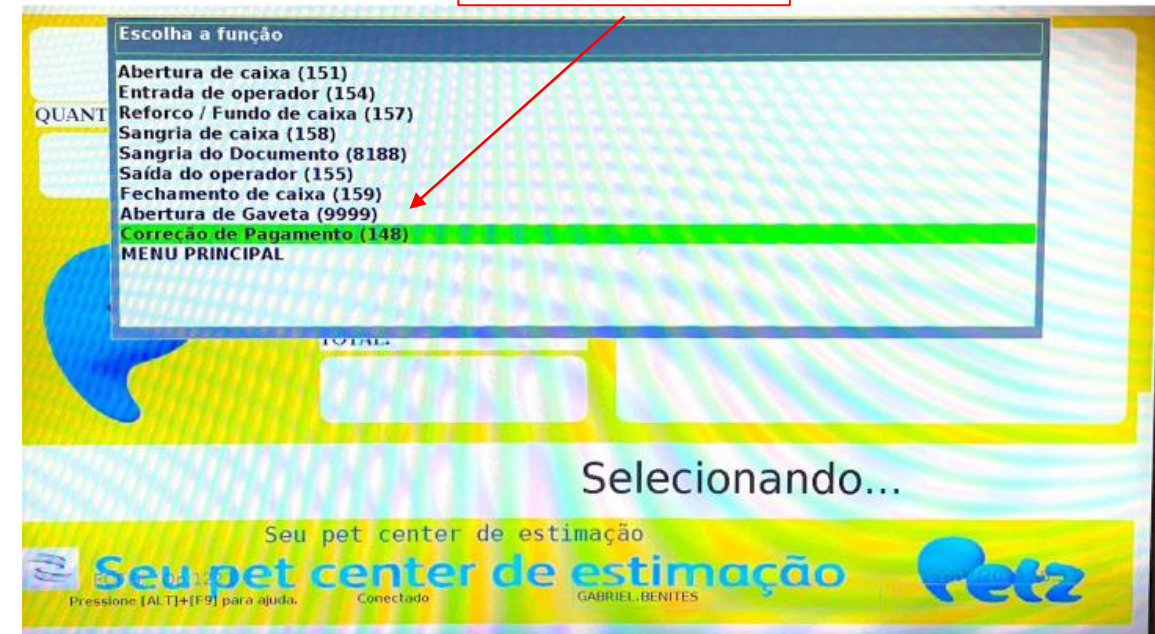 Escolha a função
Abertura de caixa (151)
Entrada de operador (154)
Reforco / Fundo de caixa (157)
Sangria de caixa (158)
Sangria do Documento (8188)
Saída do operador (155)
Fechamento de caixa (159)
Abertura de Gaveta (9999)
Correção de Pagamento (148)
MENU PRINCIPAL
QUANT
TOTAL:
Selecionando...
Seu pet center de estimação
Seu pet center de estimação
Petz
Pressione [ALT]+[F9] para ajuda.
Conectado
GABRIEL.BENITES